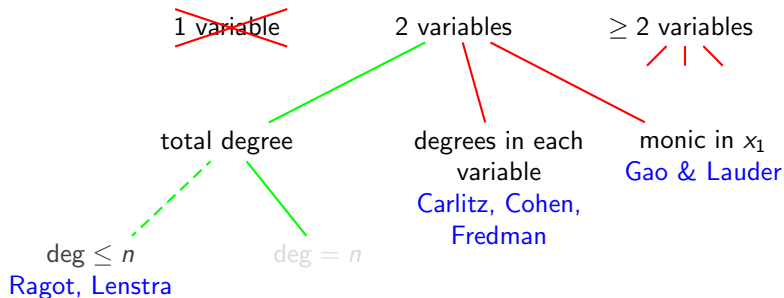 1 variable
2 variables
≥ 2 variables
total degree
degrees in each
variable
Carlitz, Cohen,
Fredman
monic in x₁
Gao & Lauder
deg ≤ n
Ragot, Lenstra
deg = n